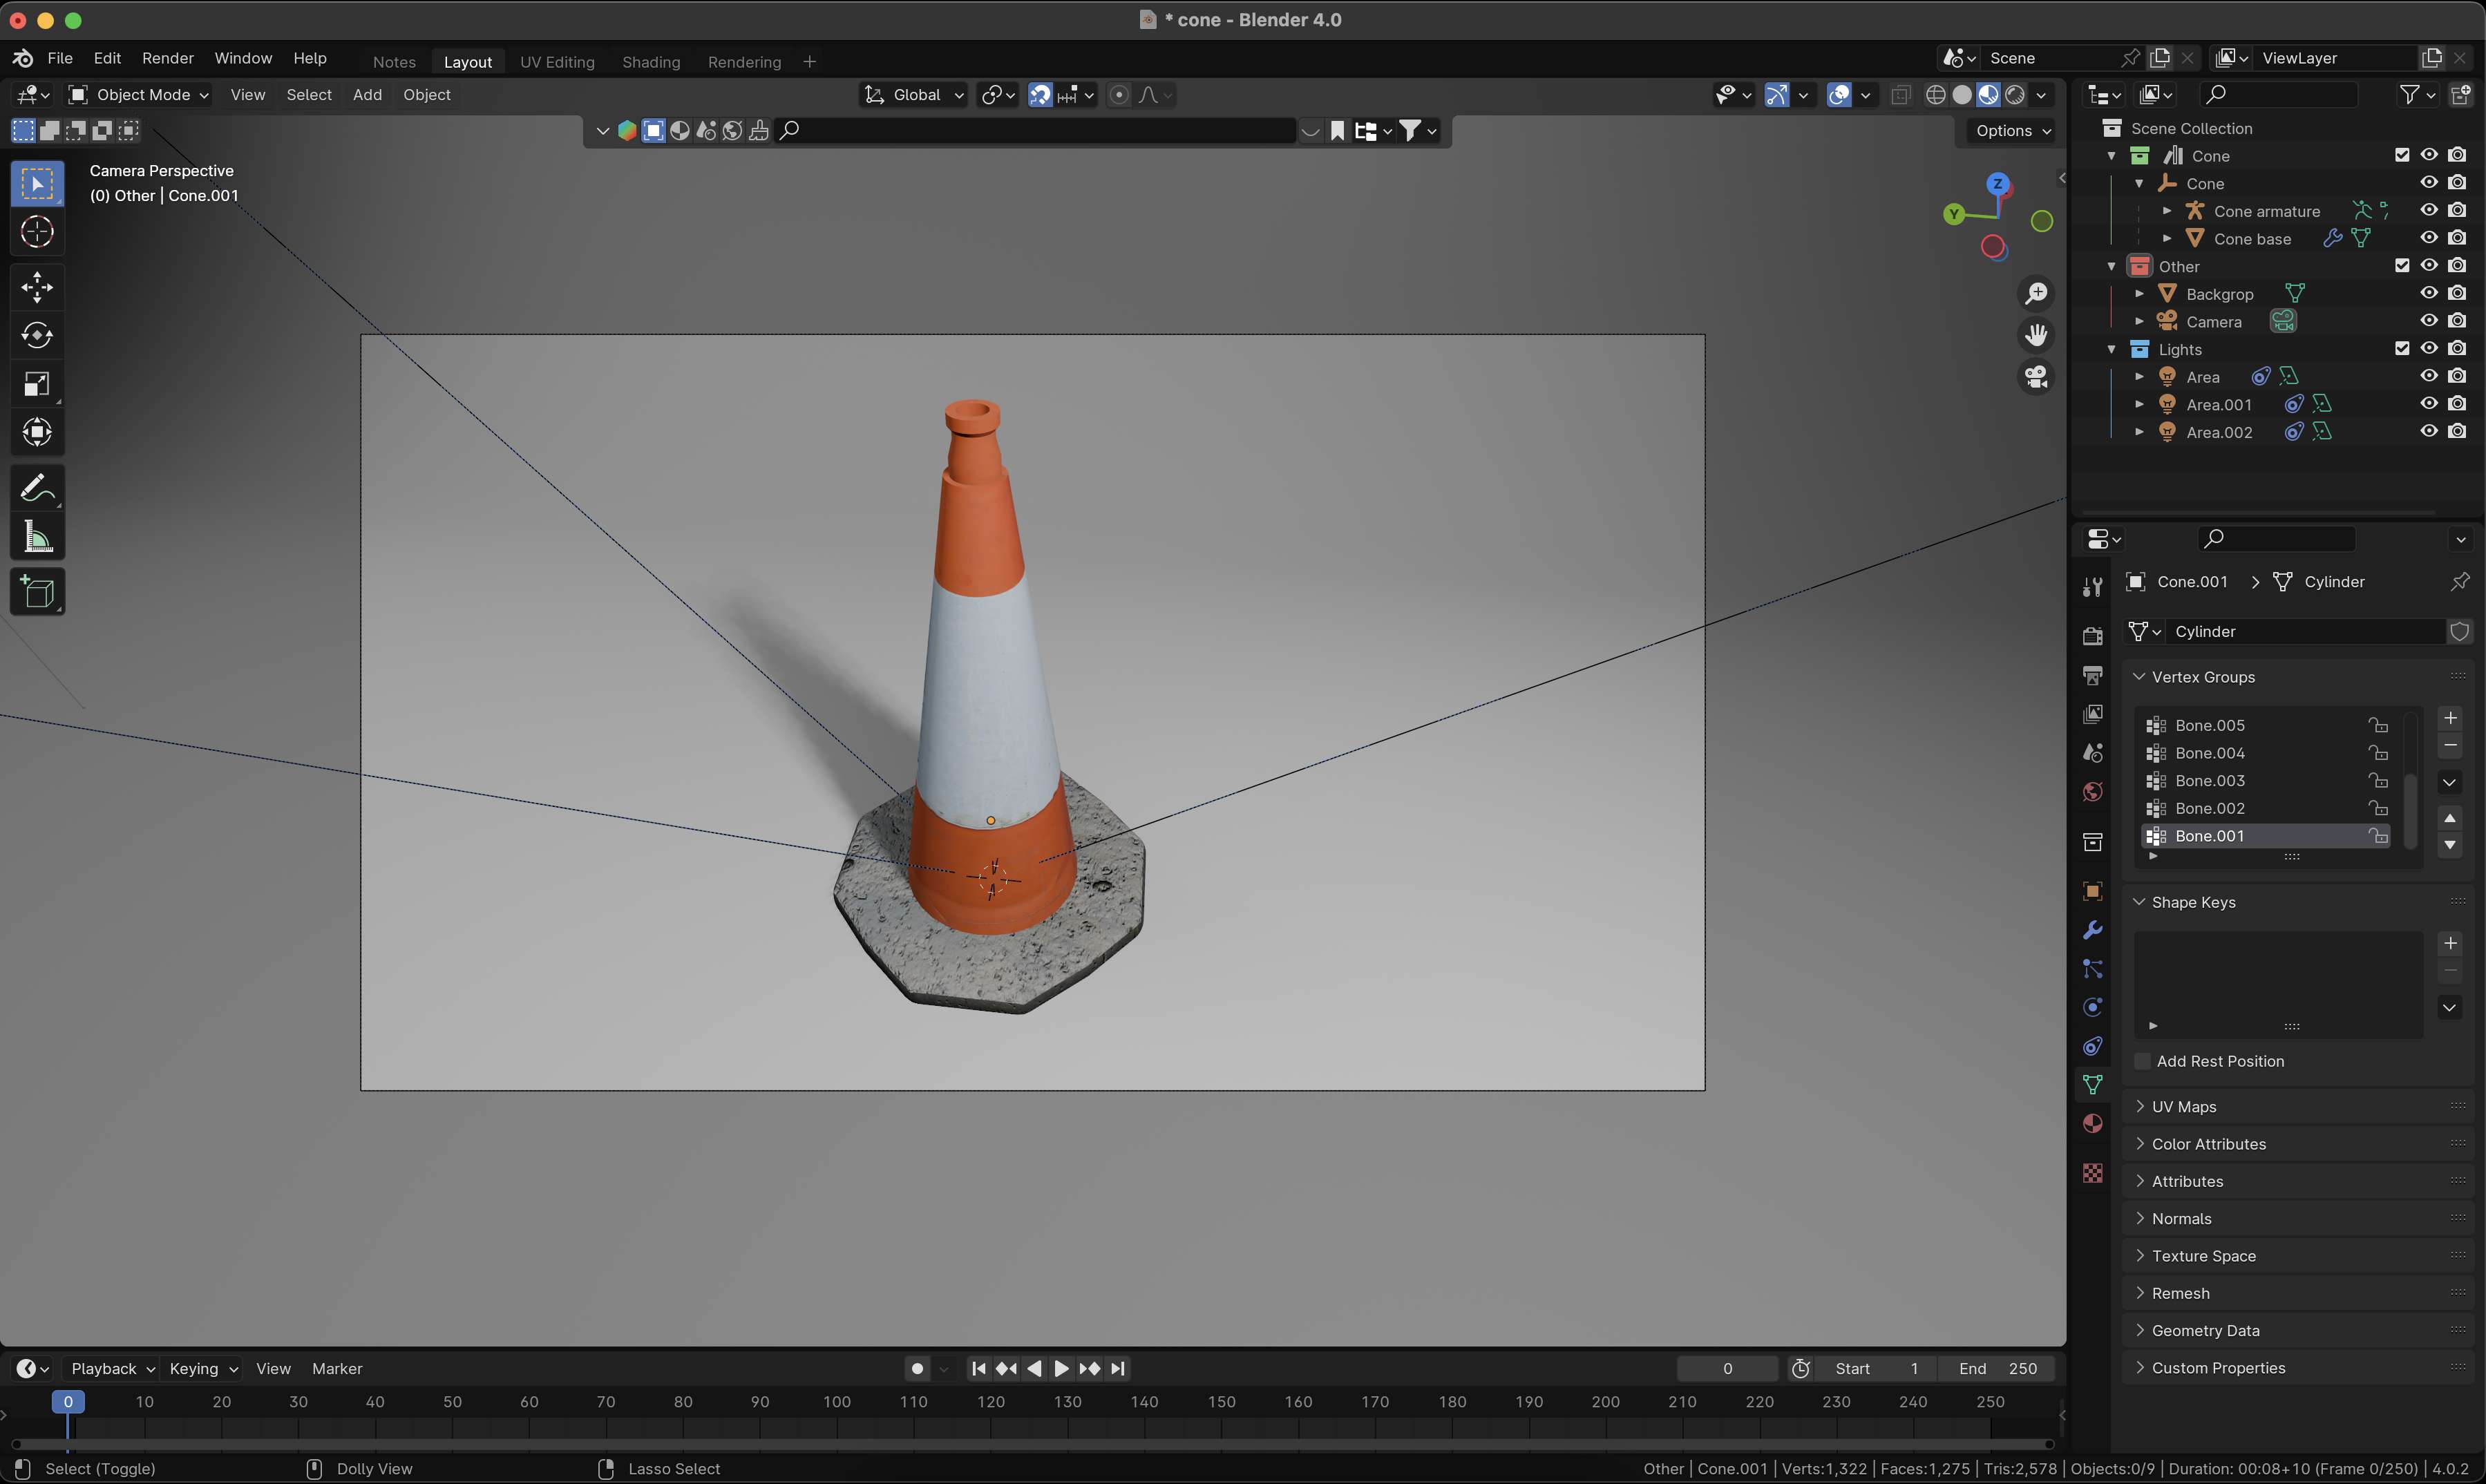 * cone - Blender 4.0
File Edit Render Window Help Notes Layout UV Editing Shading Rendering + Scene ViewLayer
Object Mode View Select Add Object Global
Options
Camera Perspective
(0) Other | Cone.001
Z
Y
Scene Collection
Cone
Cone
Cone armature
Cone base
Other
Backgrop
Camera
Lights
Area
Area.001
Area.002
Cone.001 > Cylinder
Cylinder
Vertex Groups
Bone.005
Bone.004
Bone.003
Bone.002
Bone.001
Shape Keys
Add Rest Position
UV Maps
Color Attributes
Attributes
Normals
Texture Space
Remesh
Geometry Data
Custom Properties
Playback Keying View Marker 0 Start 1 End 250
0 10 20 30 40 50 60 70 80 90 100 110 120 130 140 150 160 170 180 190 200 210 220 230 240 250
Select (Toggle) Dolly View Lasso Select Other | Cone.001 | Verts:1,322 | Faces:1,275 | Tris:2,578 | Objects:0/9 | Duration: 00:08+10 (Frame 0/250) | 4.0.2